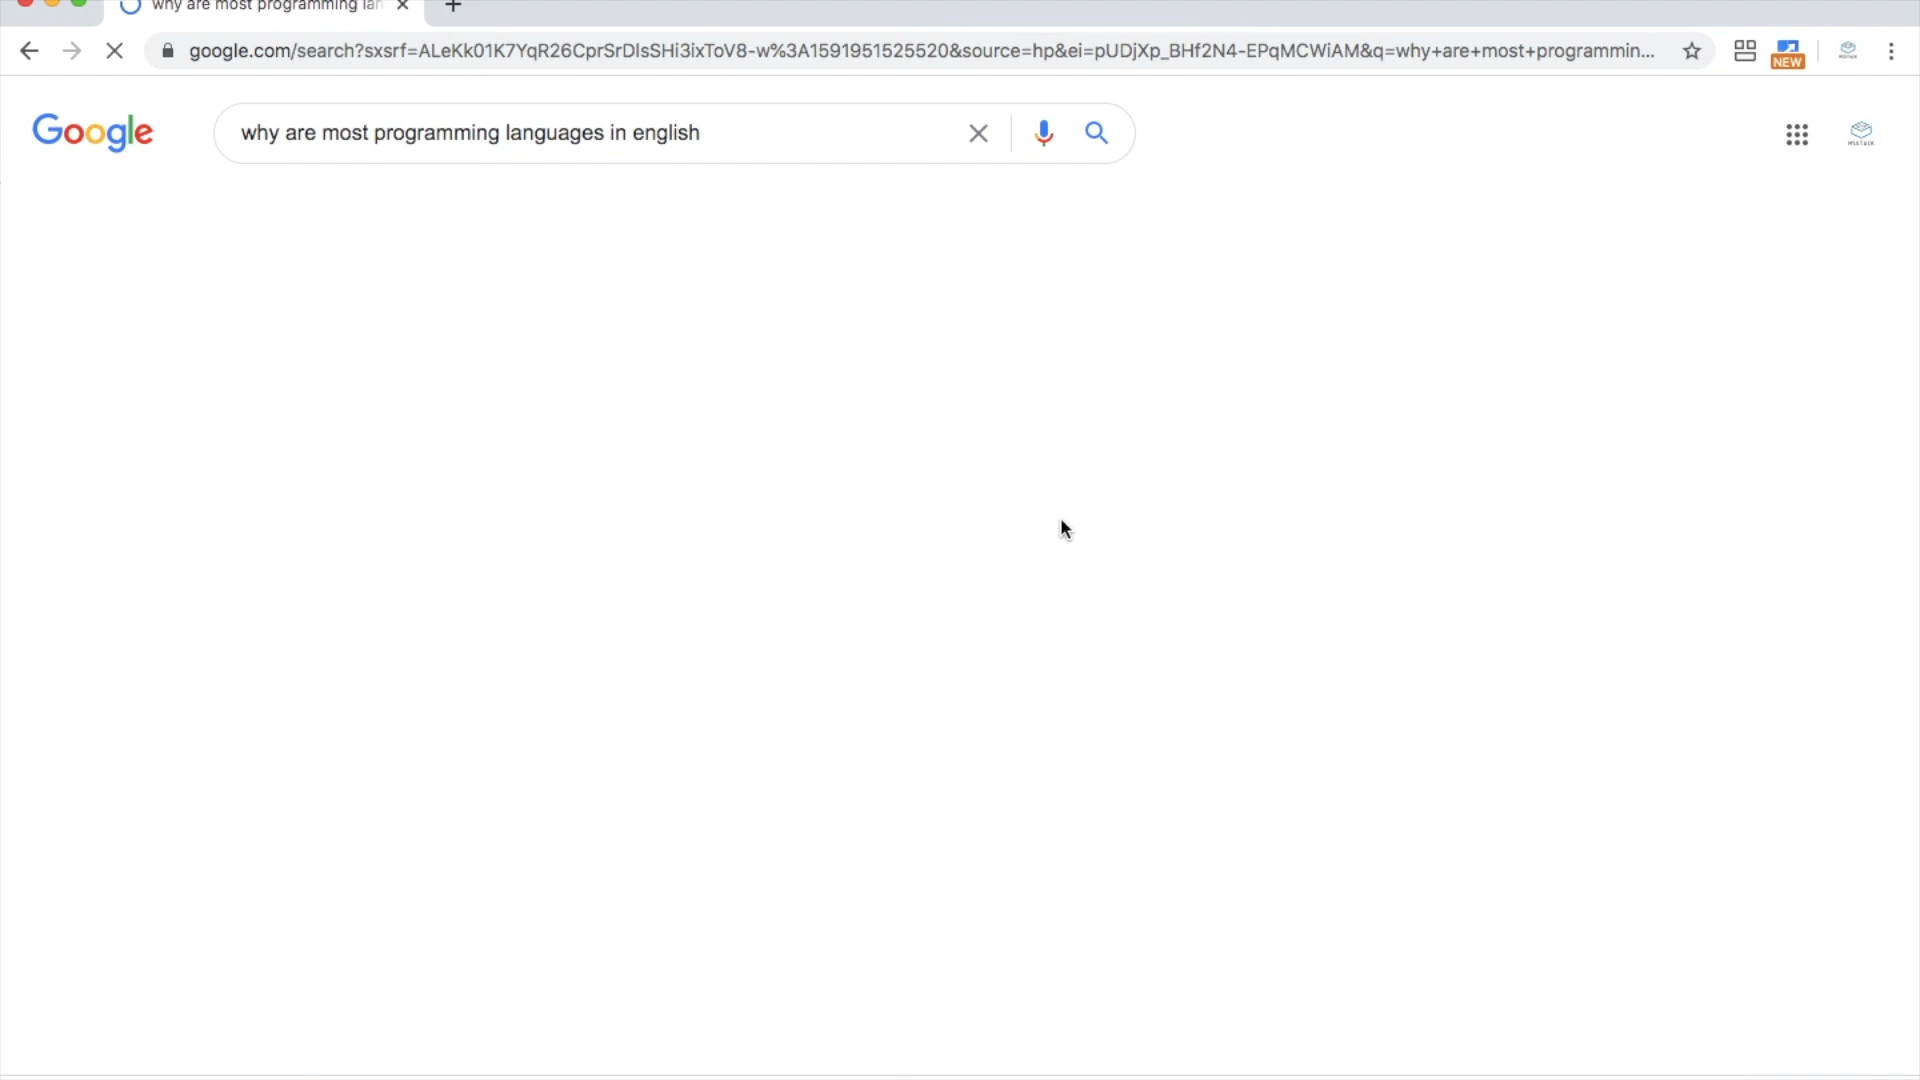 why are most programming lan
google.com/search?sxsrf=ALeKk01K7YqR26CprSrDlsSHi3ixToV8-w%3A1591951525520&source=hp&ei=pUDjXp_BHf2N4-EPqMCWiAM&q=why+are+most+programmin...
NEW
Google
why are most programming languages in english